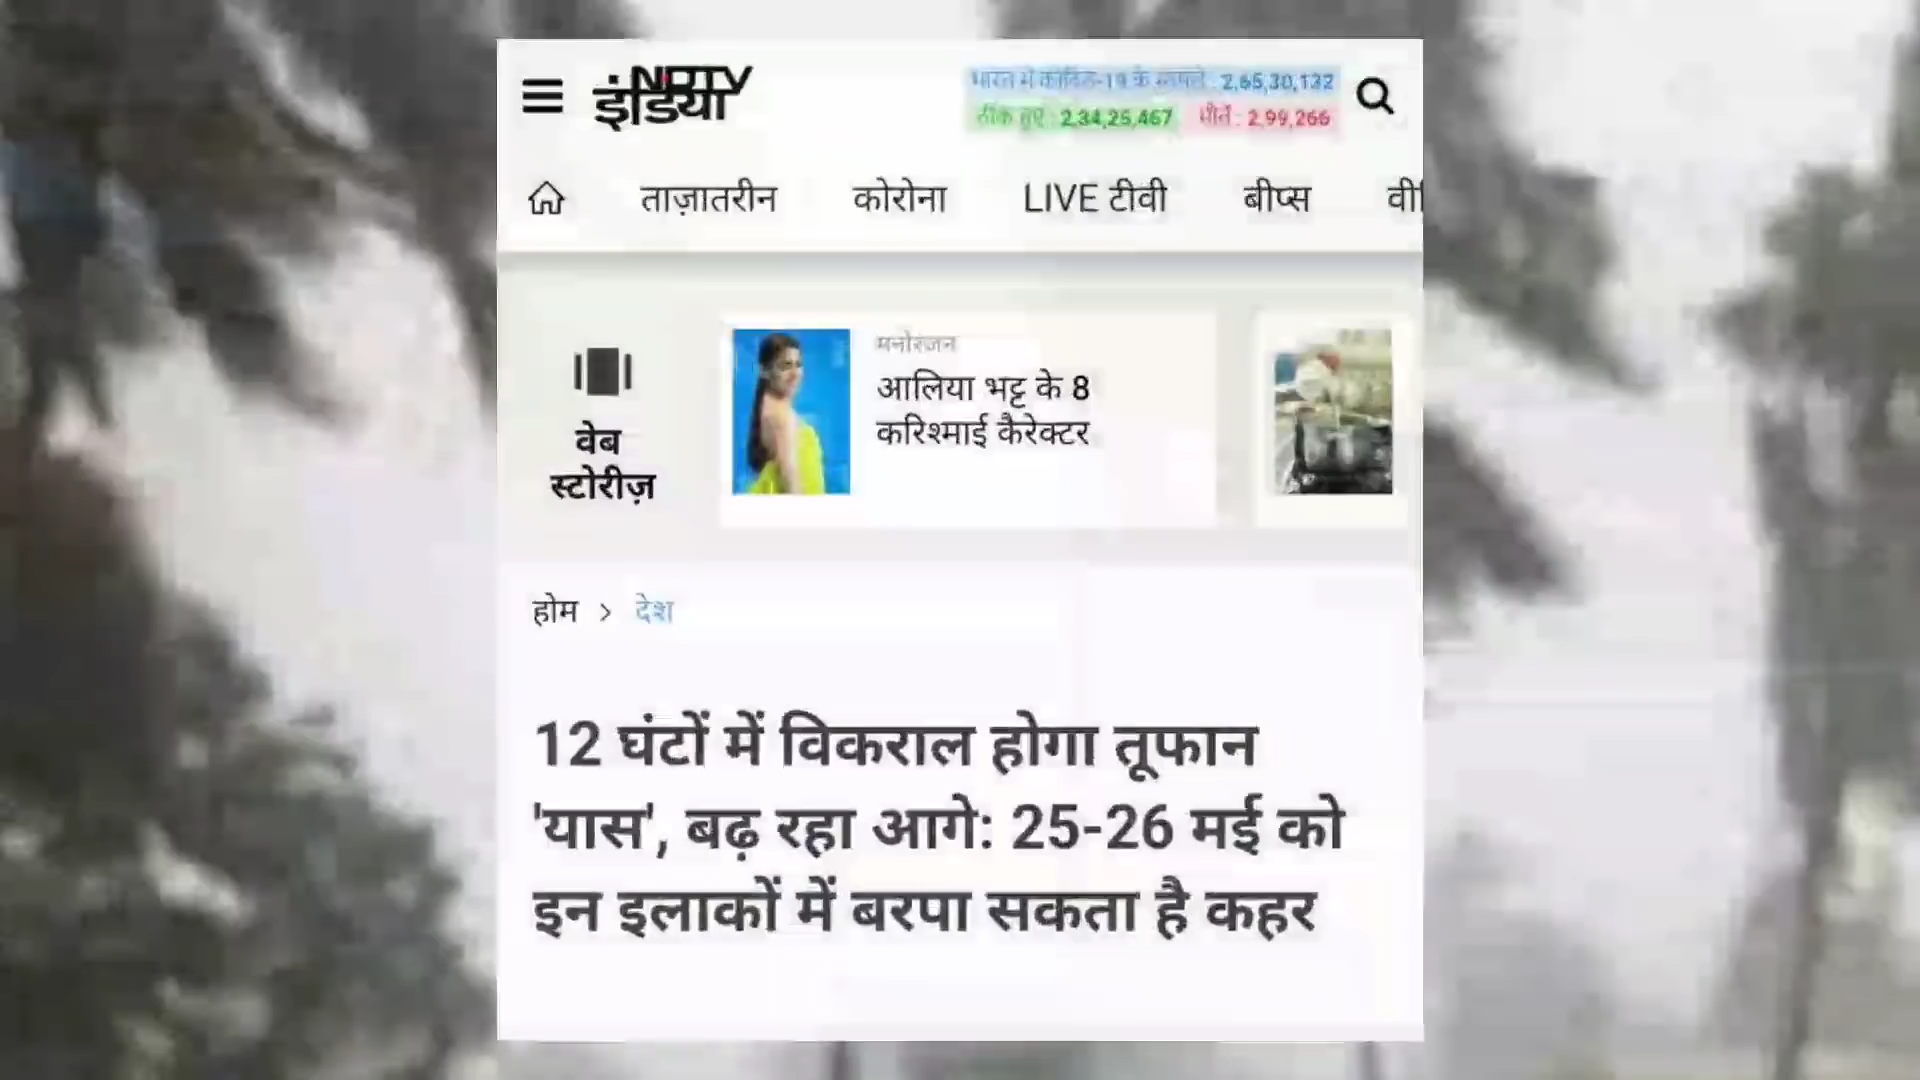 NDTV
इंडिया
भारत में कोविड-19 के मामले : 2,65,30,132
ठीक हुए : 2,34,25,467 मौतें : 2,99,266
ताज़ातरीन कोरोना LIVE टीवी बीप्स
मनोरंजन
आलिया भट्ट के 8
करिश्माई कैरेक्टर
वेब
स्टोरीज़
होम > देश
12 घंटों में विकराल होगा तूफान
'यास', बढ़ रहा आगे: 25-26 मई को
इन इलाकों में बरपा सकता है कहर